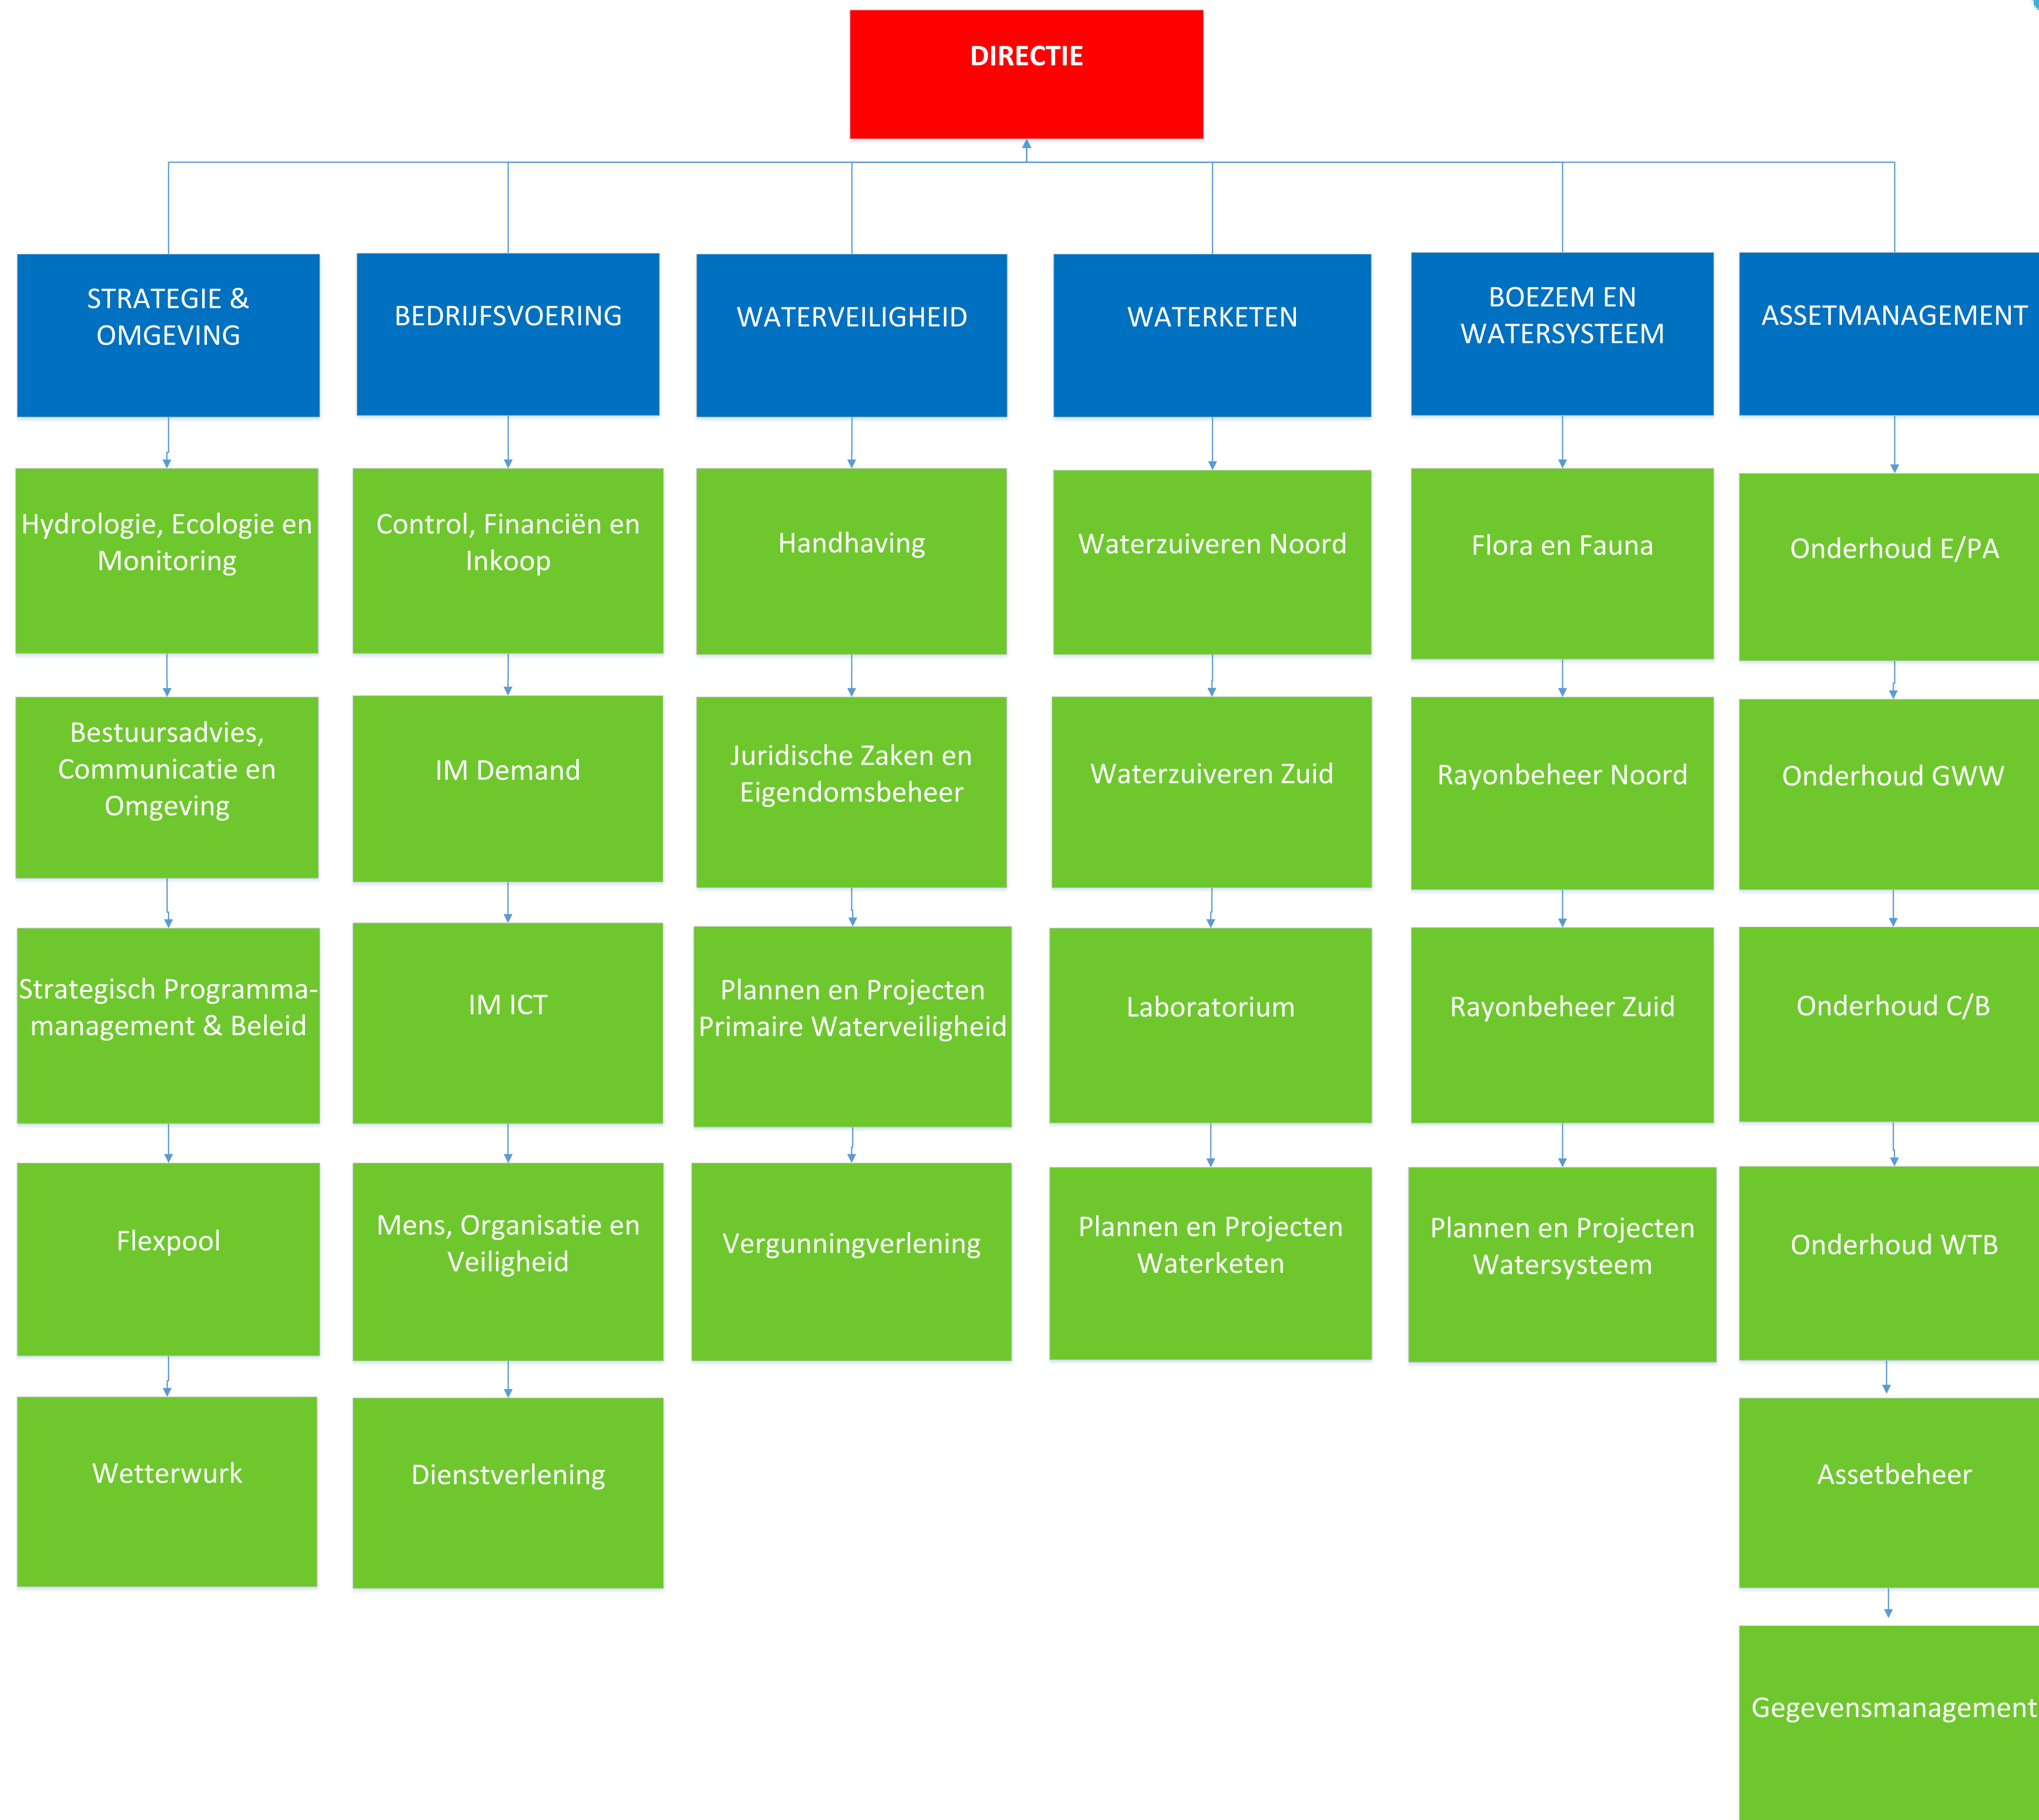 DIRECTIE
STRATEGIE &
OMGEVING
BEDRIJFSVOERING
WATERVEILIGHEID
WATERKETEN
BOEZEM EN
WATERSYSTEEM
ASSETMANAGEMENT
Hydrologie, Ecologie en
Monitoring
Control, Financiën en
Inkoop
Handhaving
Waterzuiveren Noord
Flora en Fauna
Onderhoud E/PA
Bestuursadvies,
Communicatie en
Omgeving
IM Demand
Juridische Zaken en
Eigendomsbeheer
Waterzuiveren Zuid
Rayonbeheer Noord
Onderhoud GWW
Strategisch Programma-
management & Beleid
IM ICT
Plannen en Projecten
Primaire Waterveiligheid
Laboratorium
Rayonbeheer Zuid
Onderhoud C/B
Flexpool
Mens, Organisatie en
Veiligheid
Vergunningverlening
Plannen en Projecten
Waterketen
Plannen en Projecten
Watersysteem
Onderhoud WTB
Wetterwurk
Dienstverlening
Assetbeheer
Gegevensmanagement